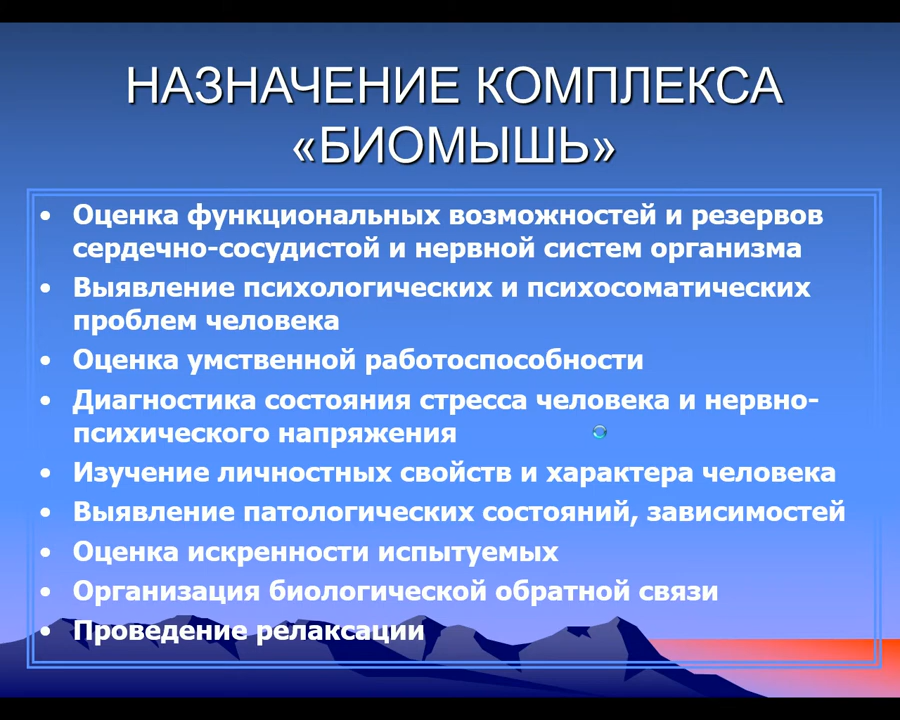 НАЗНАЧЕНИЕ КОМПЛЕКСА
«БИОМЫШЬ»
• Оценка функциональных возможностей и резервов
сердечно-сосудистой и нервной систем организма
• Выявление психологических и психосоматических
проблем человека
• Оценка умственной работоспособности
• Диагностика состояния стресса человека и нервно-
психического напряжения
• Изучение личностных свойств и характера человека
• Выявление патологических состояний, зависимостей
• Оценка искренности испытуемых
• Организация биологической обратной связи
• Проведение релаксации